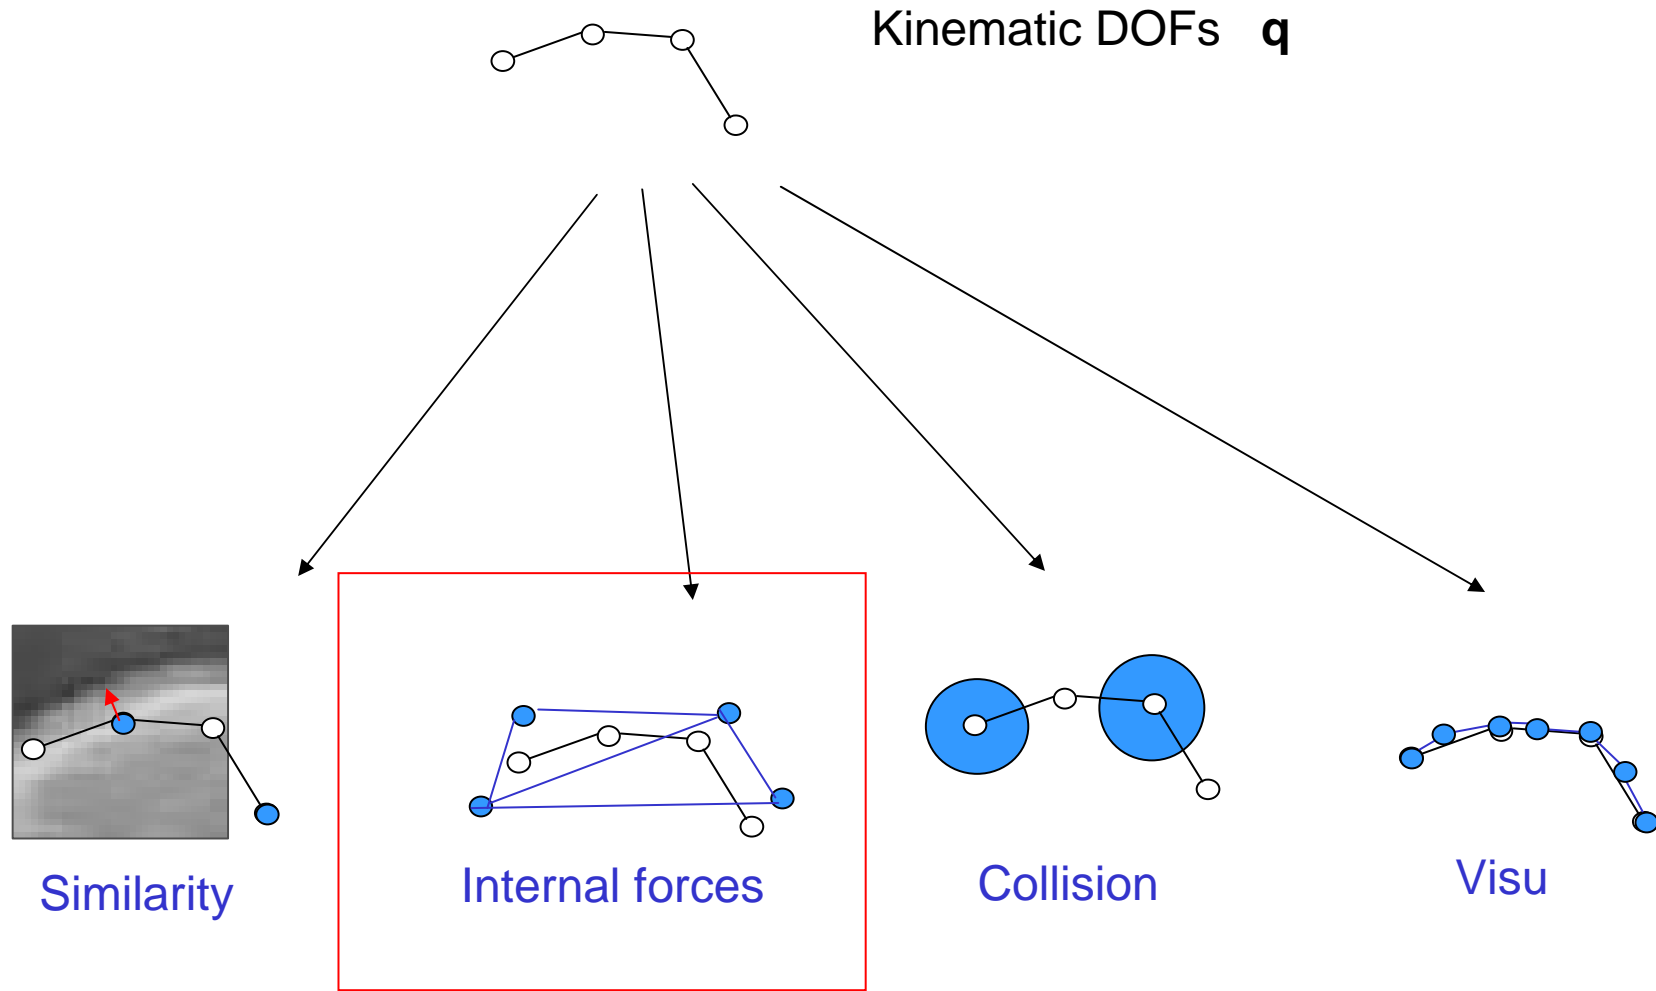 Kinematic DOFs q
Similarity
Internal forces
Collision
Visu